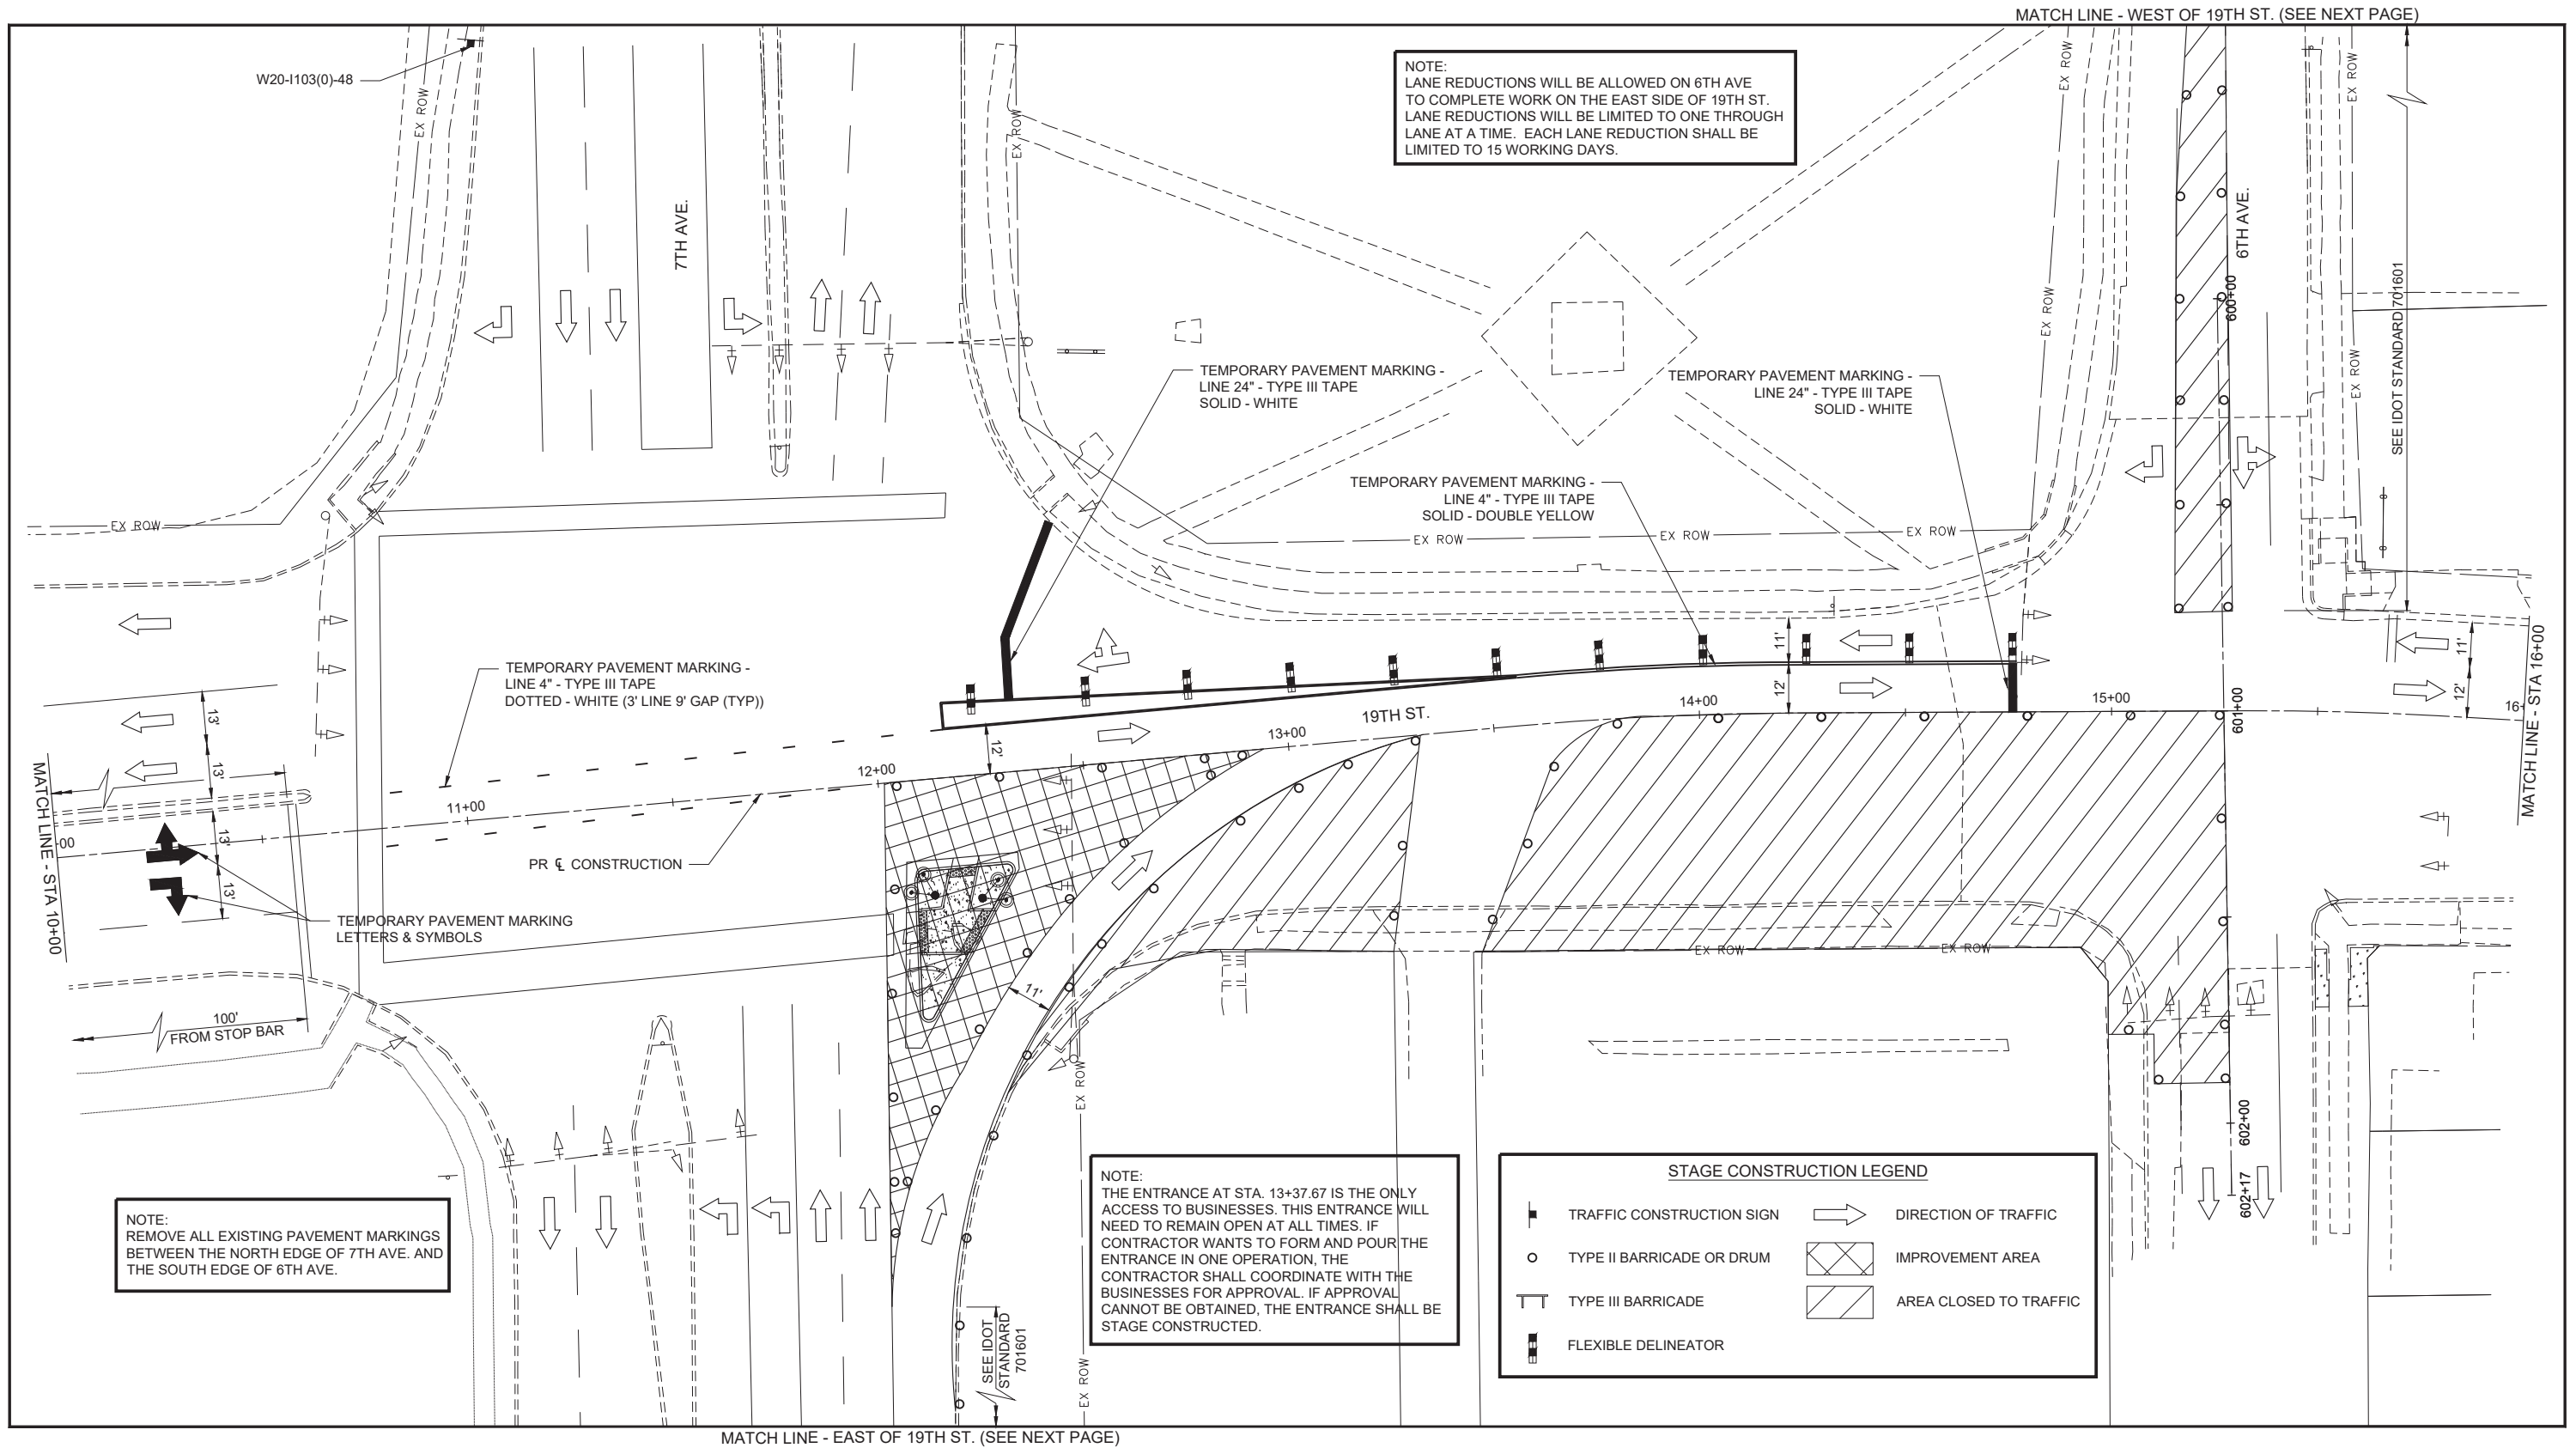 MATCH LINE - WEST OF 19TH ST. (SEE NEXT PAGE)
W20-I103(0)-48
EX ROW
7TH AVE.
EX ROW
NOTE:
LANE REDUCTIONS WILL BE ALLOWED ON 6TH AVE
TO COMPLETE WORK ON THE EAST SIDE OF 19TH ST.
LANE REDUCTIONS WILL BE LIMITED TO ONE THROUGH
LANE AT A TIME.  EACH LANE REDUCTION SHALL BE
LIMITED TO 15 WORKING DAYS.
EX ROW
EX ROW
6TH AVE.
600+00
EX ROW
EX ROW
SEE IDOT STANDARD 701601
TEMPORARY PAVEMENT MARKING -
LINE 24" - TYPE III TAPE
SOLID - WHITE
TEMPORARY PAVEMENT MARKING -
LINE 24" - TYPE III TAPE
SOLID - WHITE
TEMPORARY PAVEMENT MARKING -
LINE 4" - TYPE III TAPE
SOLID - DOUBLE YELLOW
EX ROW
EX ROW
EX ROW
EX ROW
TEMPORARY PAVEMENT MARKING -
LINE 4" - TYPE III TAPE
DOTTED - WHITE (3' LINE 9' GAP (TYP))
11'
12'
11'
12'
13'
13'
13'
13'
12'
19TH ST.
-00
11+00
12+00
13+00
14+00
15+00
16+
601+00
MATCH LINE - STA 10+00
MATCH LINE - STA 16+00
PR ℄ CONSTRUCTION
TEMPORARY PAVEMENT MARKING
LETTERS & SYMBOLS
11'
EX ROW
EX ROW
100'
FROM STOP BAR
EX ROW
EX ROW
602+00
602+17
NOTE:
REMOVE ALL EXISTING PAVEMENT MARKINGS
BETWEEN THE NORTH EDGE OF 7TH AVE. AND
THE SOUTH EDGE OF 6TH AVE.
SEE IDOT
STANDARD
701601
NOTE:
THE ENTRANCE AT STA. 13+37.67 IS THE ONLY
ACCESS TO BUSINESSES. THIS ENTRANCE WILL
NEED TO REMAIN OPEN AT ALL TIMES. IF
CONTRACTOR WANTS TO FORM AND POUR THE
ENTRANCE IN ONE OPERATION, THE
CONTRACTOR SHALL COORDINATE WITH THE
BUSINESSES FOR APPROVAL. IF APPROVAL
CANNOT BE OBTAINED, THE ENTRANCE SHALL BE
STAGE CONSTRUCTED.
STAGE CONSTRUCTION LEGEND
TRAFFIC CONSTRUCTION SIGN
DIRECTION OF TRAFFIC
TYPE II BARRICADE OR DRUM
IMPROVEMENT AREA
TYPE III BARRICADE
AREA CLOSED TO TRAFFIC
FLEXIBLE DELINEATOR
MATCH LINE - EAST OF 19TH ST. (SEE NEXT PAGE)